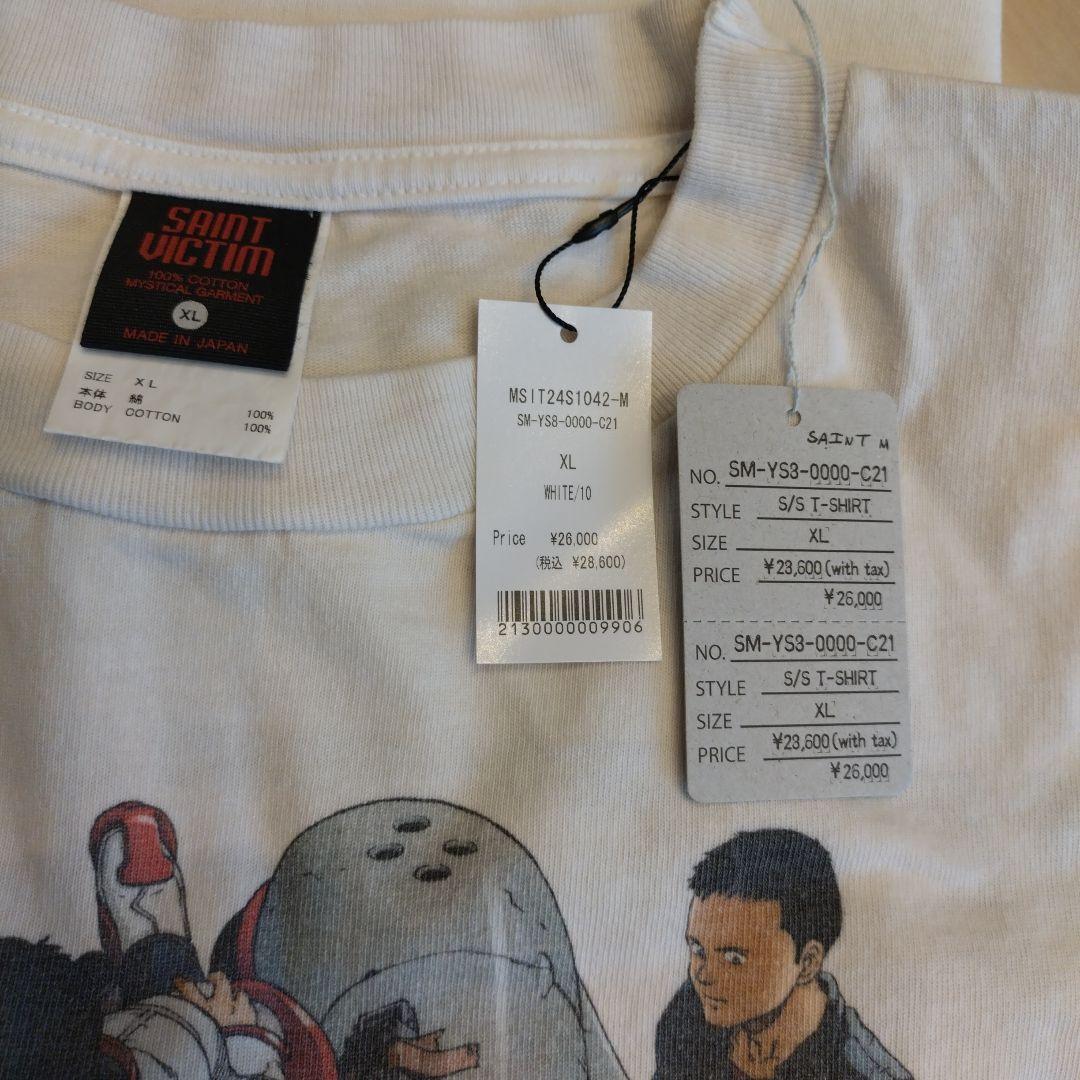 SAINT
VICTIM
100% COTTON
MYSTICAL GARMENT
XL
MADE IN JAPAN
SIZE XL
本体 綿 100%
BODY COTTON 100%
MSIT24S1042-M
SM-YS8-0000-C21
XL
WHITE/10
Price ¥26,000
(税込 ¥28,600)
2130000009906
SAINT M
NO. SM-YS3-0000-C21
STYLE S/S T-SHIRT
SIZE XL
PRICE ¥23,600(with tax)
¥26,000
NO. SM-YS3-0000-C21
STYLE S/S T-SHIRT
SIZE XL
PRICE ¥23,600(with tax)
¥26,000